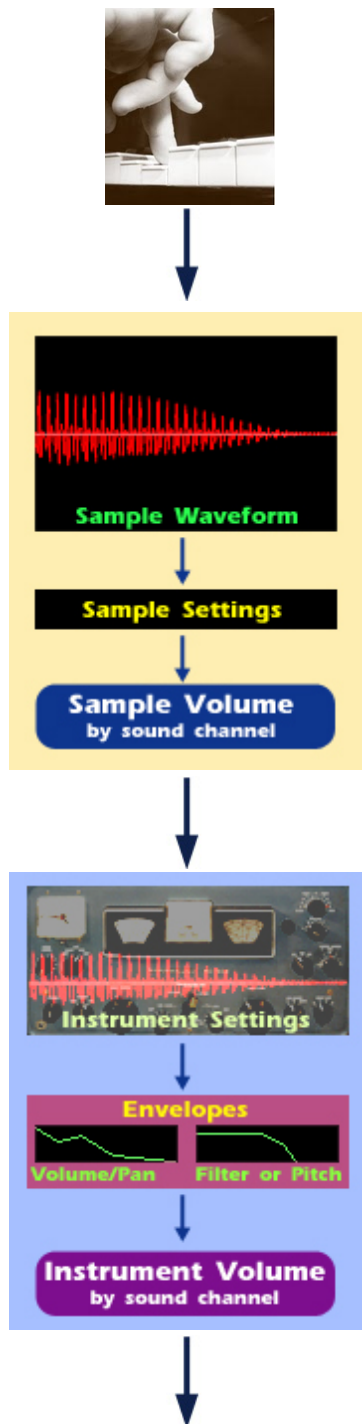 Sample Waveform
Sample Settings
Sample Volume
by sound channel
Instrument Settings
Envelopes
Volume/Pan
Filter or Pitch
Instrument Volume
by sound channel